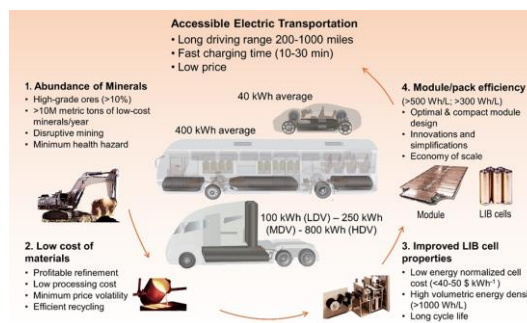 Accessible Electric Transportation
• Long driving range 200-1000 miles
• Fast charging time (10-30 min)
• Low price
1. Abundance of Minerals
• High-grade ores (>10%)
• >10M metric tons of low-cost
minerals/year
• Disruptive mining
• Minimum health hazard
40 kWh average
400 kWh average
100 kWh (LDV) – 250 kWh
(MDV) - 800 kWh (HDV)
2. Low cost of
materials
• Profitable refinement
• Low processing cost
• Minimum price volatility
• Efficient recycling
4. Module/pack efficiency
(>500 Wh/L; >300 Wh/L)
• Optimal & compact module
design
• Innovations and
simplifications
• Economy of scale
Module
LIB cells
3. Improved LIB cell
properties
• Low energy normalized cell
cost (<40-50 $ kWh⁻¹)
• High volumetric energy densi
(>1000 Wh/L)
• Long cycle life